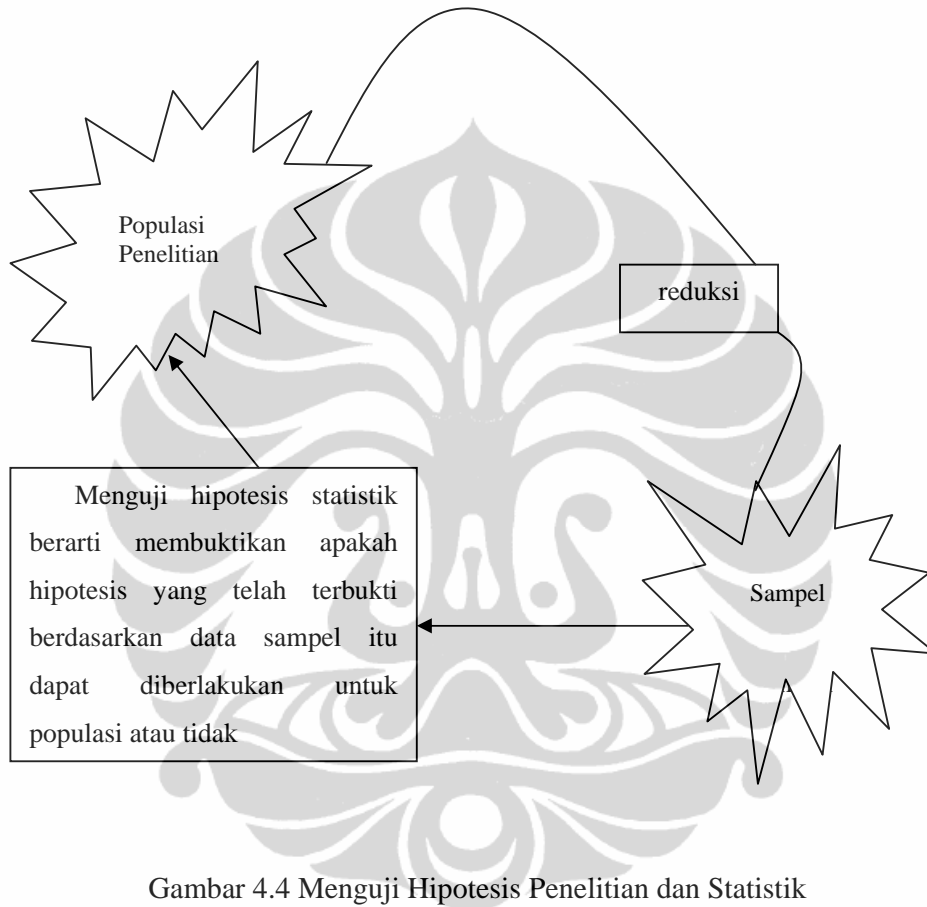 Populasi
Penelitian
reduksi
Menguji hipotesis statistik
berarti membuktikan apakah
hipotesis yang telah terbukti
berdasarkan data sampel itu
dapat diberlakukan untuk
populasi atau tidak
Sampel
Gambar 4.4 Menguji Hipotesis Penelitian dan Statistik